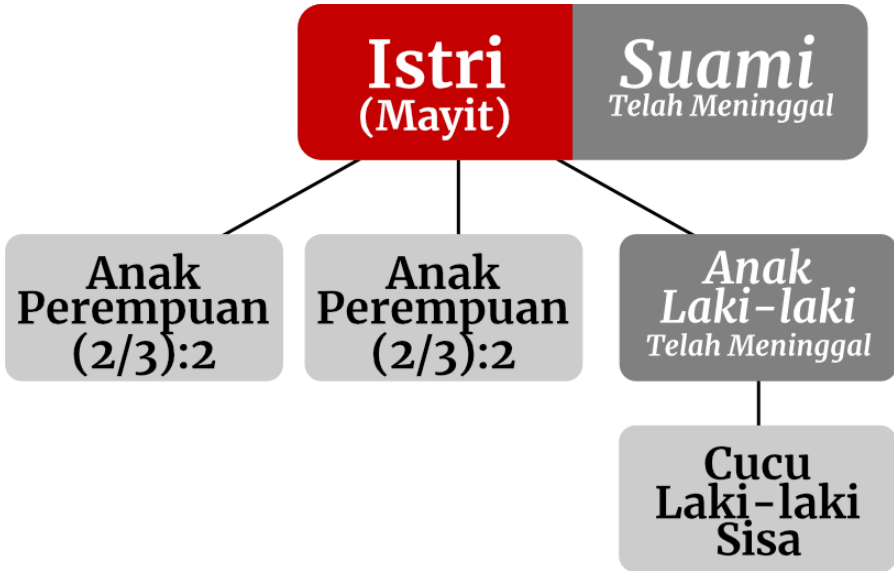 Istri
(Mayit)
Suami
Telah Meninggal
Anak
Perempuan
(2/3):2
Anak
Perempuan
(2/3):2
Anak
Laki-laki
Telah Meninggal
Cucu
Laki-laki
Sisa